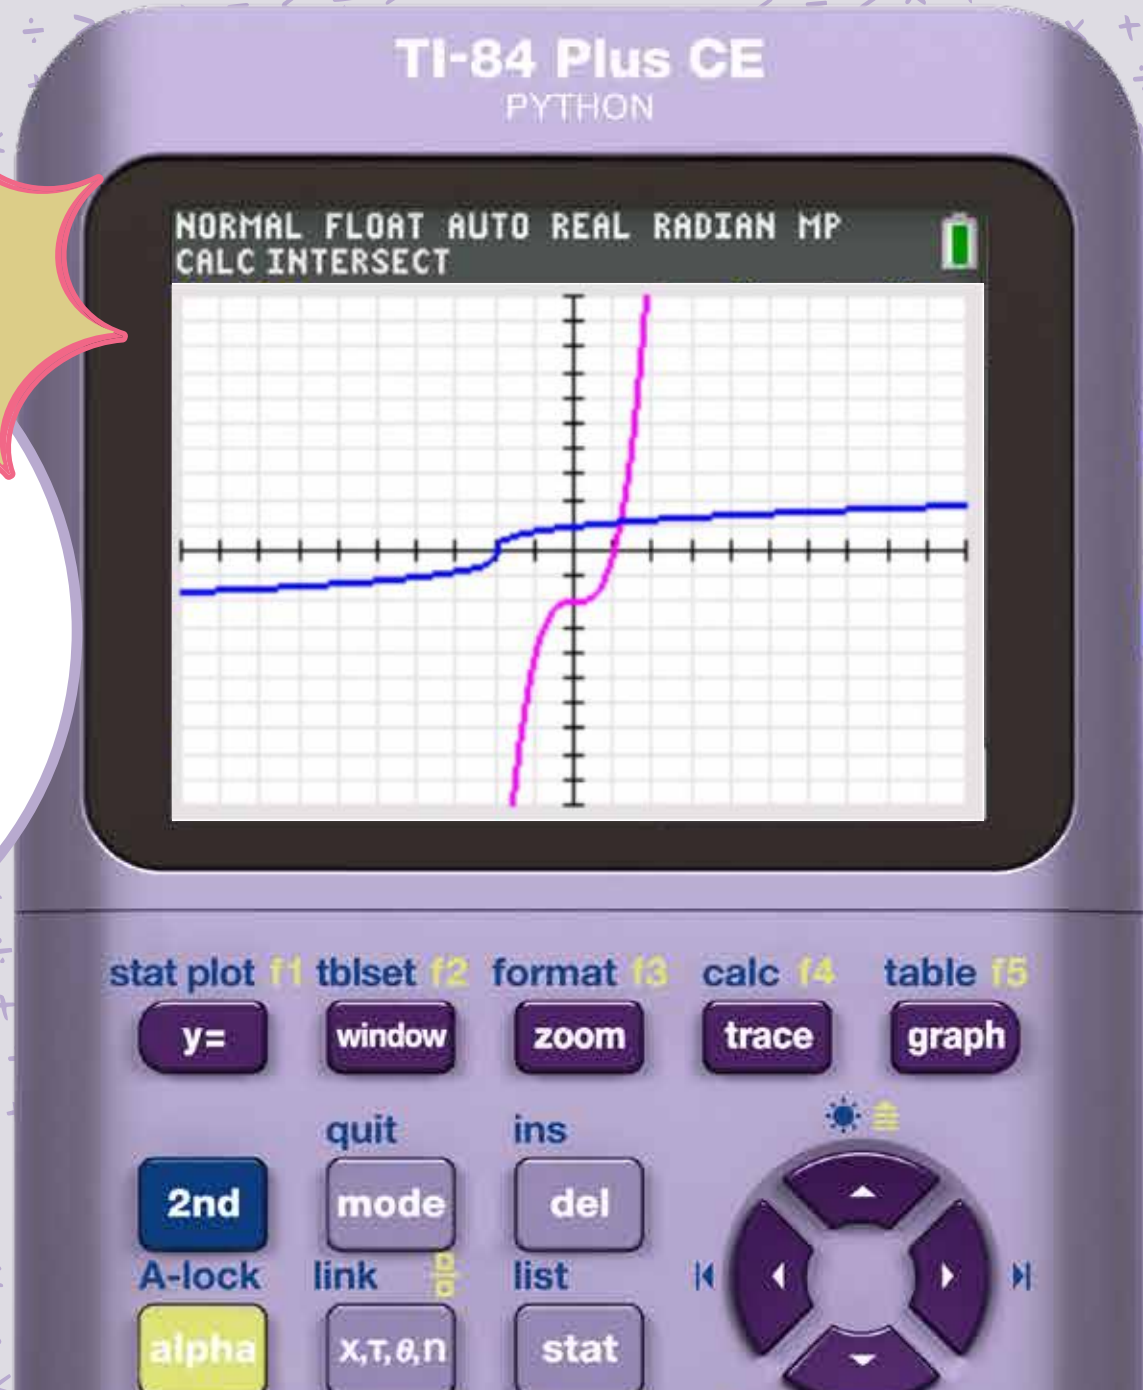 TI-84 Plus CE
PYTHON
NORMAL FLOAT AUTO REAL RADIAN MP
CALC INTERSECT
stat plot f1 tblset f2 format f3 calc f4 table f5
y= window zoom trace graph
quit ins
2nd mode del
A-lock link list
alpha X,T,θ,n stat